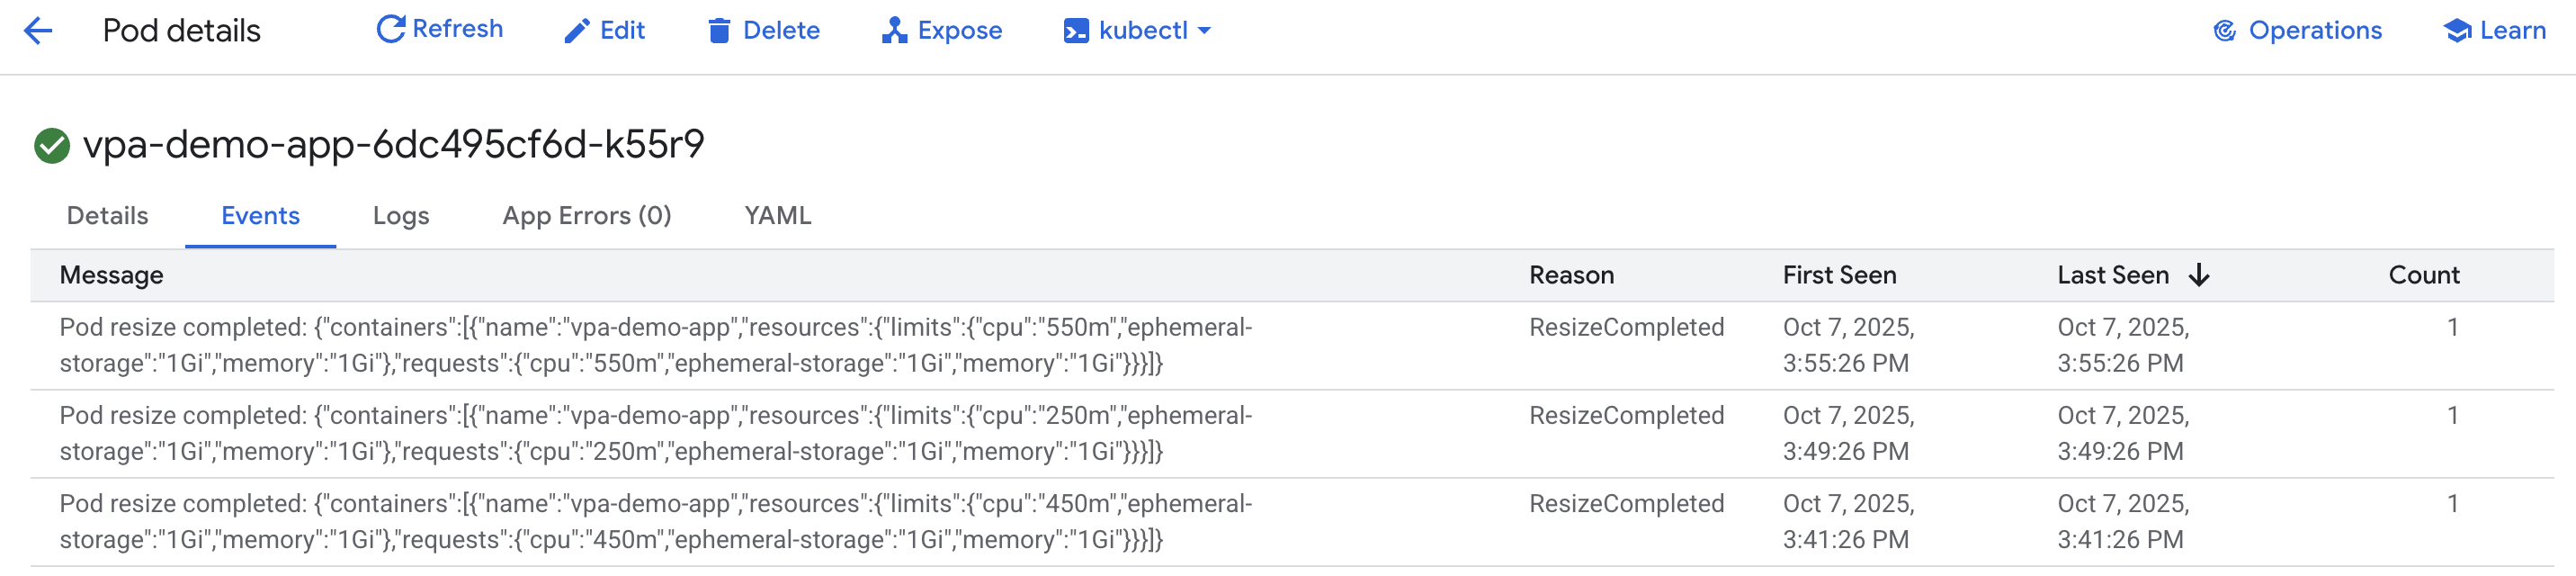 Pod details Refresh Edit Delete Expose kubectl Operations Learn
vpa-demo-app-6dc495cf6d-k55r9
Details Events Logs App Errors (0) YAML
Message Reason First Seen Last Seen Count
Pod resize completed: {"containers":[{"name":"vpa-demo-app","resources":{"limits":{"cpu":"550m","ephemeral- ResizeCompleted Oct 7, 2025, Oct 7, 2025, 1
storage":"1Gi","memory":"1Gi"},"requests":{"cpu":"550m","ephemeral-storage":"1Gi","memory":"1Gi"}}}]} 3:55:26 PM 3:55:26 PM
Pod resize completed: {"containers":[{"name":"vpa-demo-app","resources":{"limits":{"cpu":"250m","ephemeral- ResizeCompleted Oct 7, 2025, Oct 7, 2025, 1
storage":"1Gi","memory":"1Gi"},"requests":{"cpu":"250m","ephemeral-storage":"1Gi","memory":"1Gi"}}}]} 3:49:26 PM 3:49:26 PM
Pod resize completed: {"containers":[{"name":"vpa-demo-app","resources":{"limits":{"cpu":"450m","ephemeral- ResizeCompleted Oct 7, 2025, Oct 7, 2025, 1
storage":"1Gi","memory":"1Gi"},"requests":{"cpu":"450m","ephemeral-storage":"1Gi","memory":"1Gi"}}}]} 3:41:26 PM 3:41:26 PM